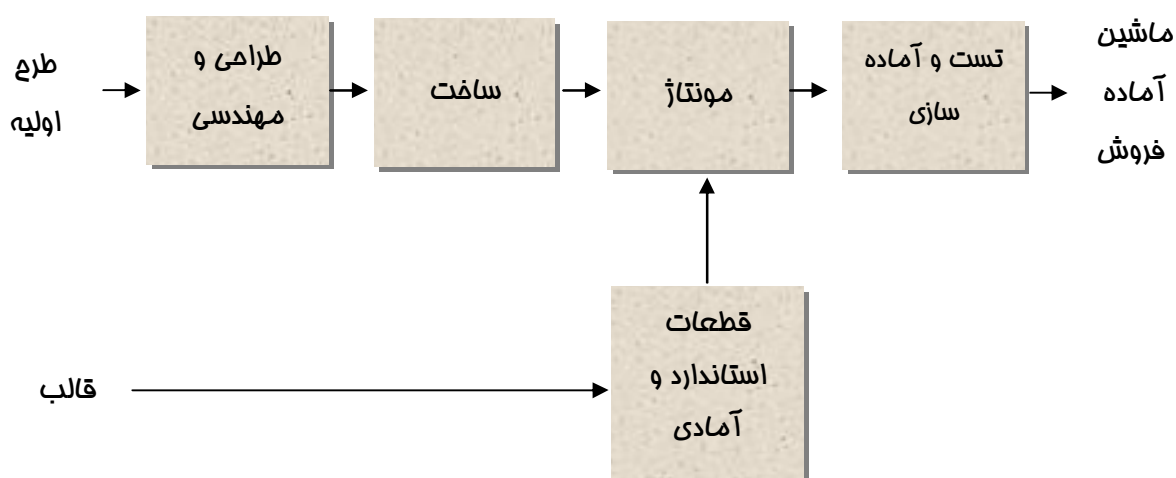 طرح
اولیه
طراحی و
مهندسی
ساخت
مونتاژ
تست و آماده
سازی
ماشین
آماده
فروش
قالب
قطعات
استاندارد و
آمادی